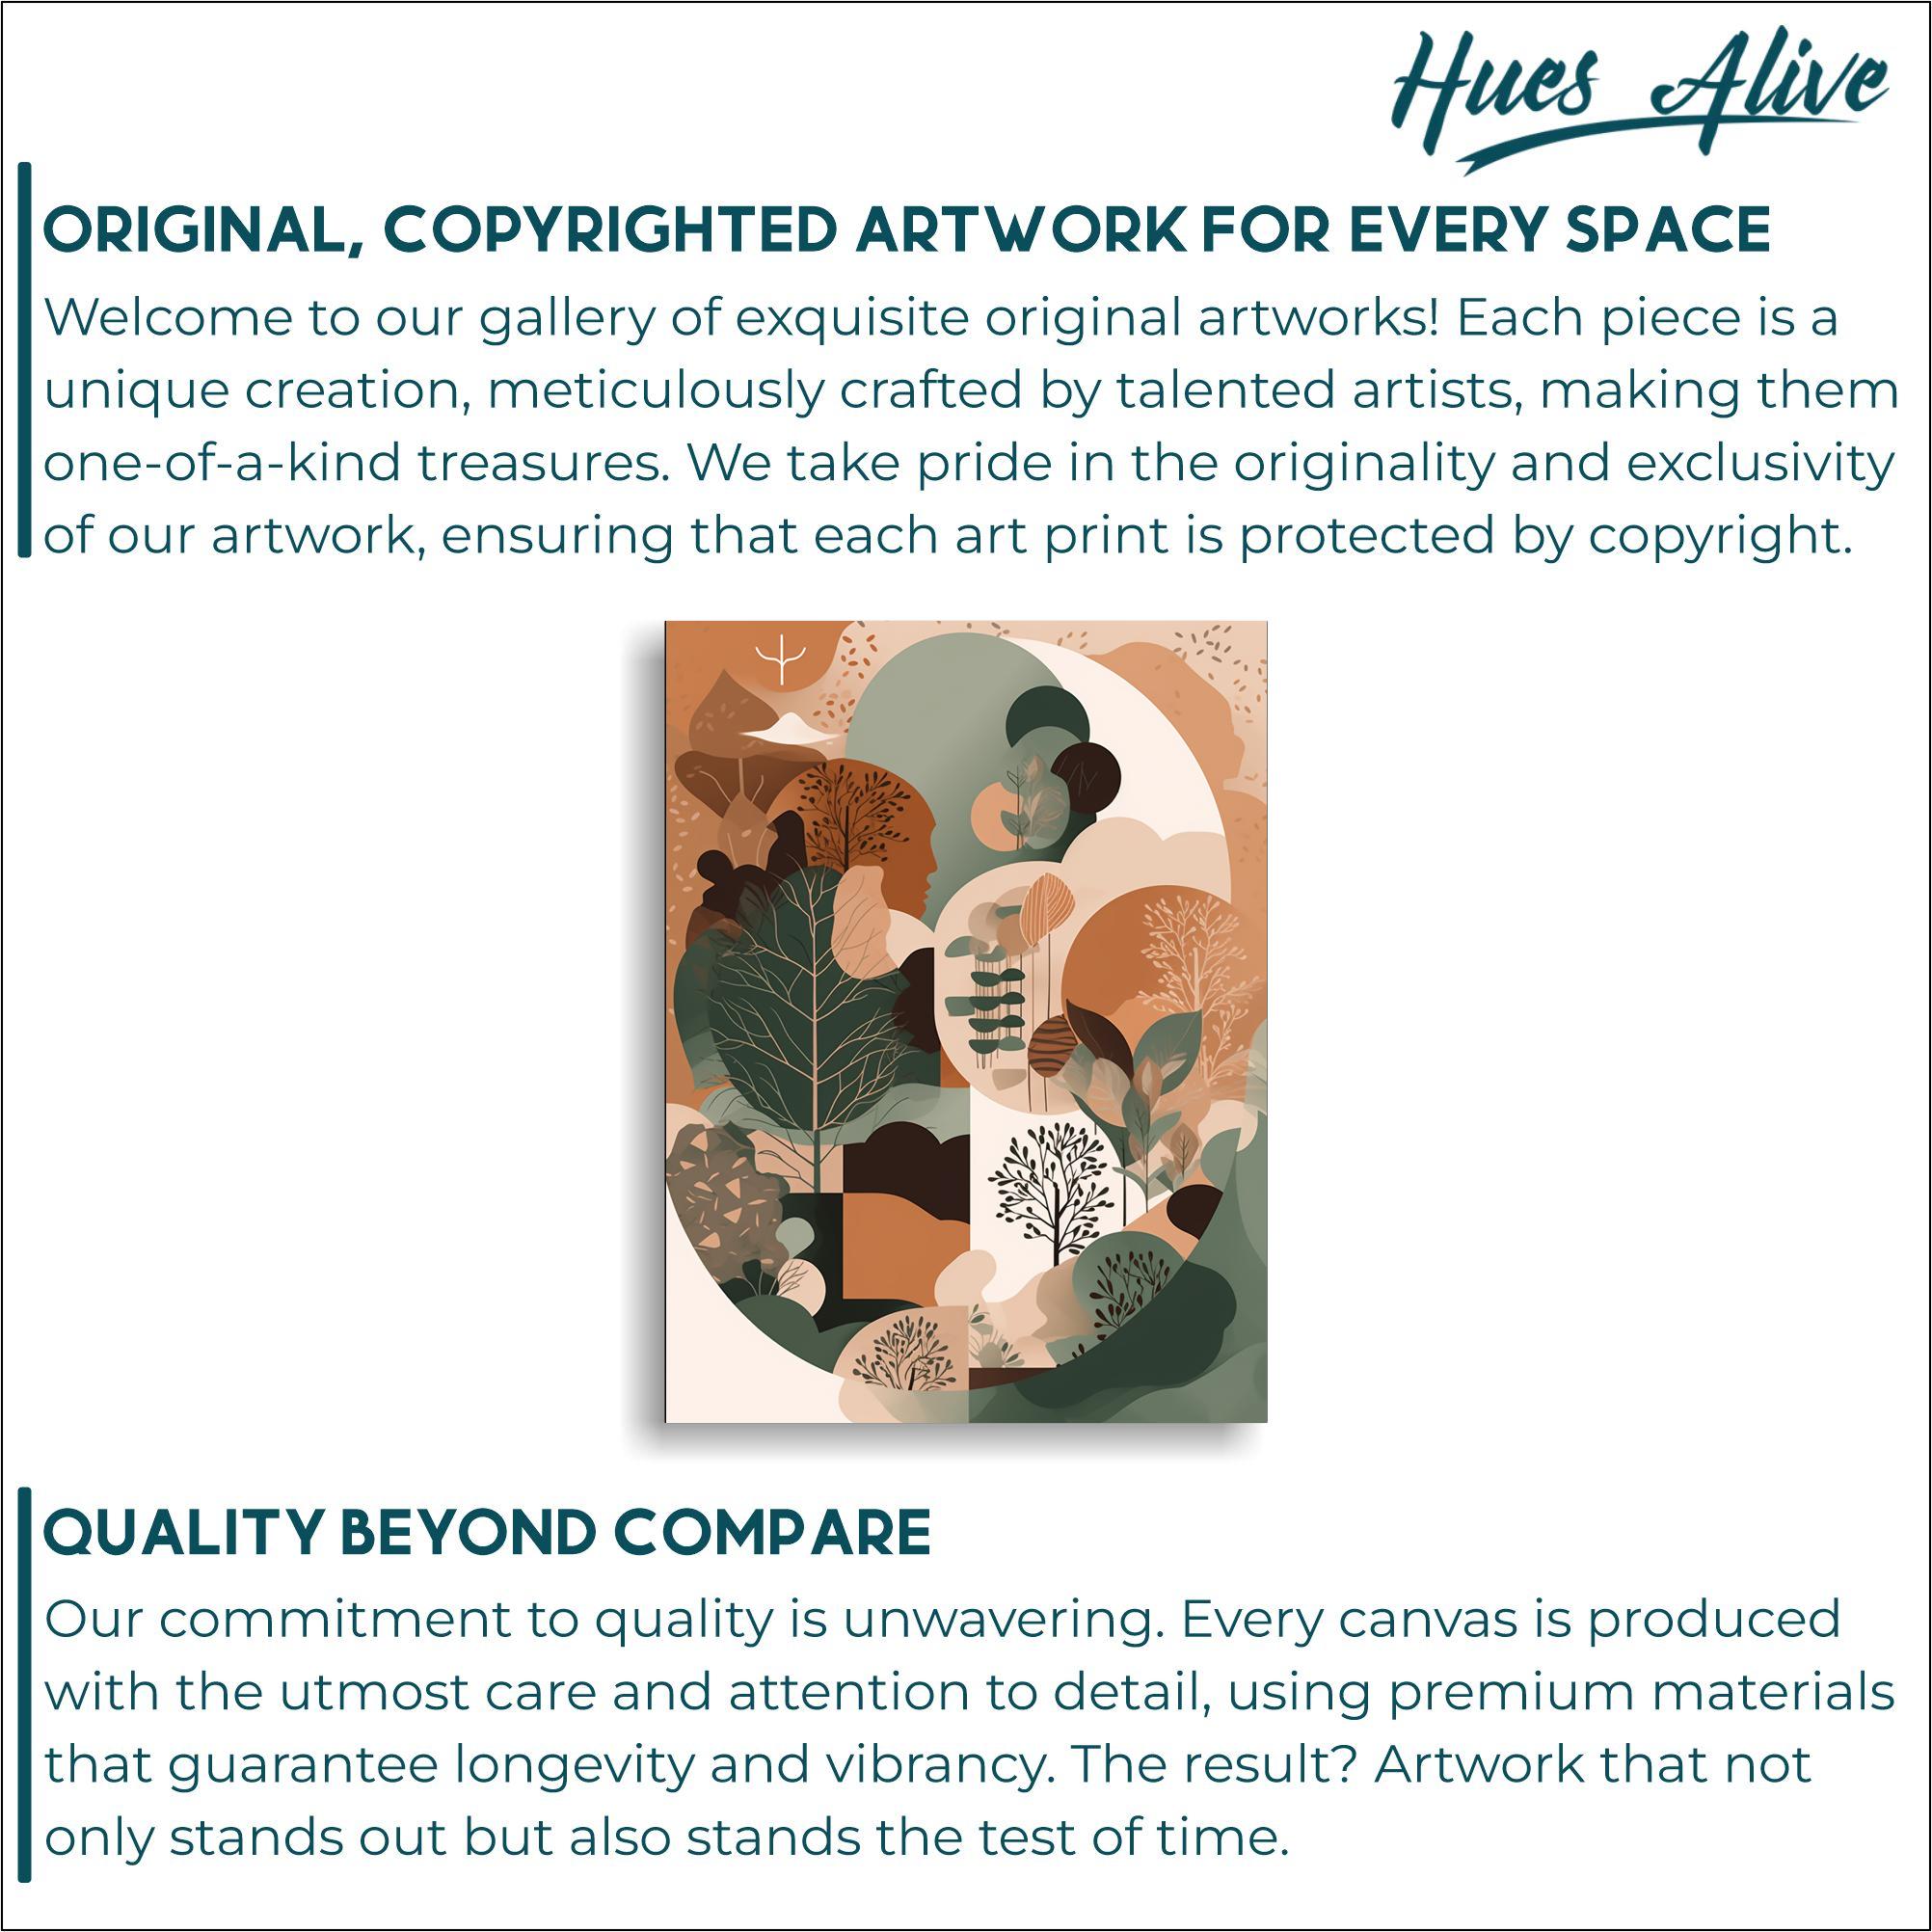 Hues Alive
ORIGINAL, COPYRIGHTED ARTWORK FOR EVERY SPACE
Welcome to our gallery of exquisite original artworks! Each piece is a
unique creation, meticulously crafted by talented artists, making them
one-of-a-kind treasures. We take pride in the originality and exclusivity
of our artwork, ensuring that each art print is protected by copyright.
QUALITY BEYOND COMPARE
Our commitment to quality is unwavering. Every canvas is produced
with the utmost care and attention to detail, using premium materials
that guarantee longevity and vibrancy. The result? Artwork that not
only stands out but also stands the test of time.